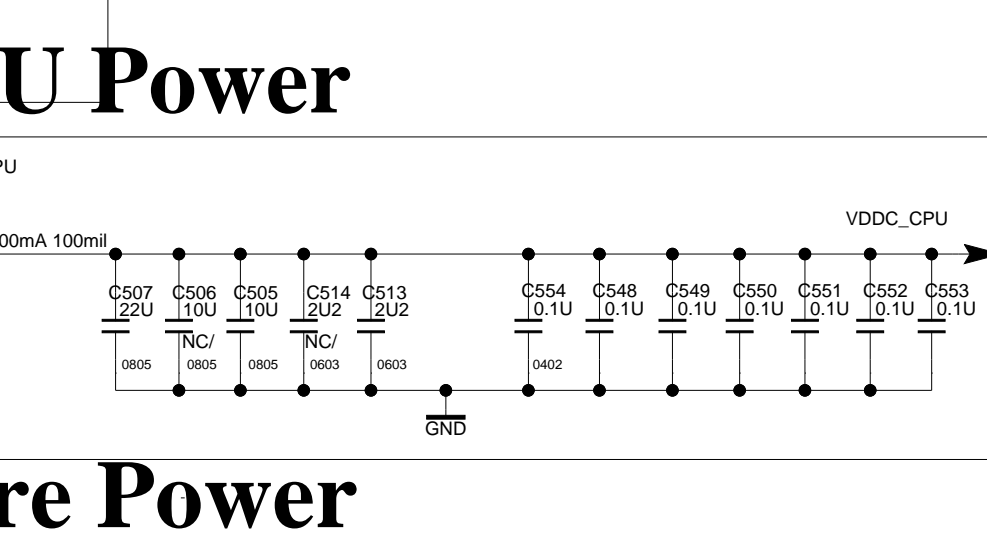 U Power
PU
00mA 100mil
VDDC_CPU
C507 C506 C505 C514 C513 C554 C548 C549 C550 C551 C552 C553
22U 10U 10U 2U2 2U2 0.1U 0.1U 0.1U 0.1U 0.1U 0.1U 0.1U
NC/ NC/
0805 0805 0805 0603 0603 0402
GND
re Power